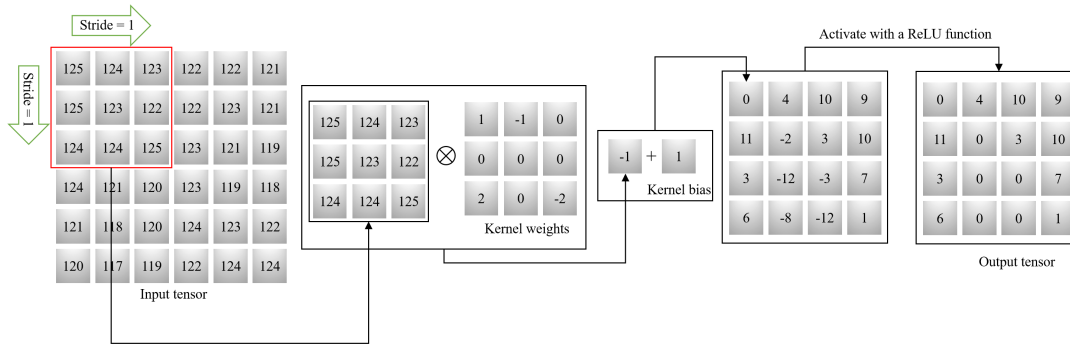 Stride = 1
Stride = 1
125 124 123 122 122 121
125 123 122 122 123 121
124 124 125 123 121 119
124 121 120 123 119 118
121 118 120 124 123 122
120 117 119 122 124 124
Input tensor
125 124 123
125 123 122
124 124 125
⊗
1 -1 0
0 0 0
2 0 -2
Kernel weights
-1 + 1
Kernel bias
0 4 10 9
11 -2 3 10
3 -12 -3 7
6 -8 -12 1
Activate with a ReLU function
0 4 10 9
11 0 3 10
3 0 0 7
6 0 0 1
Output tensor